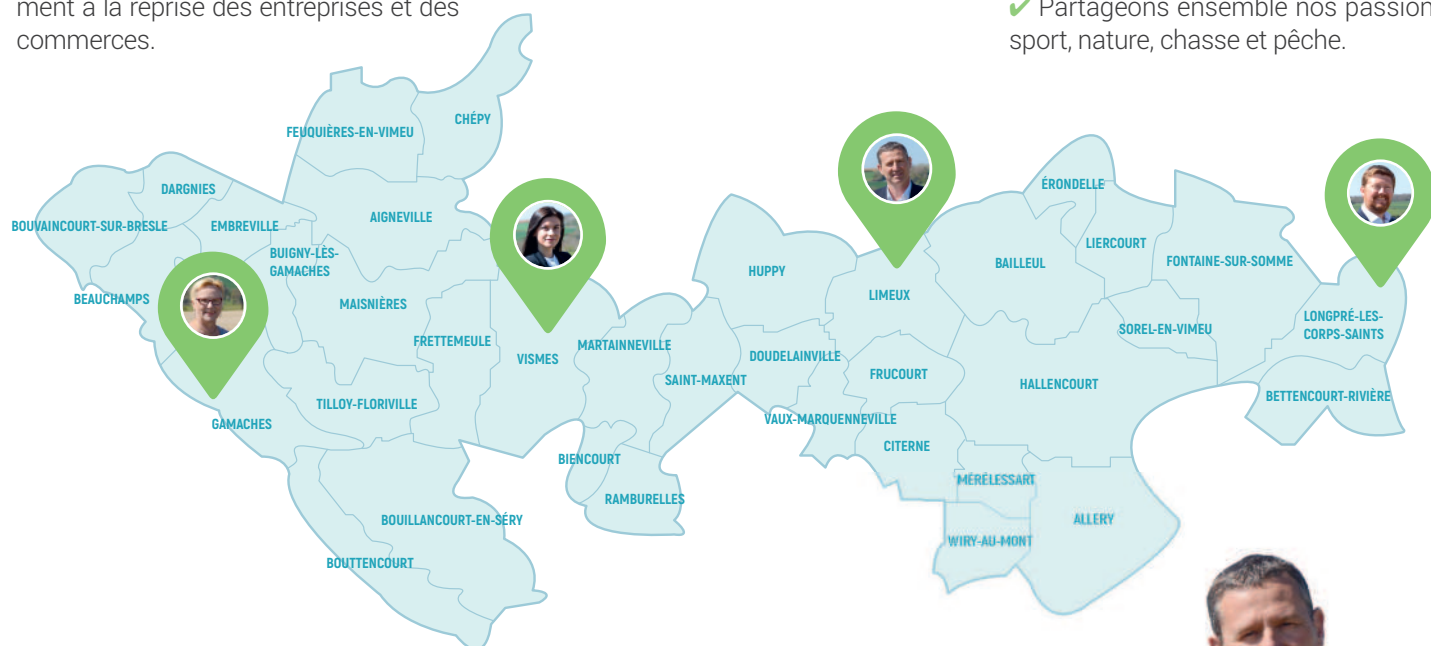 ment à la reprise des entreprises et des
commerces.
✔ Partageons ensemble nos passion
sport, nature, chasse et pêche.
CHÉPY
FEUQUIÈRES-EN-VIMEU
DARGNIES
BOUVAINCOURT-SUR-BRESLE
EMBREVILLE
AIGNEVILLE
BUIGNY-LÈS-
GAMACHES
BEAUCHAMPS
MAISNIÈRES
FRETTEMEULE
VISMES
MARTAINNEVILLE
SAINT-MAXENT
TILLOY-FLORIVILLE
GAMACHES
BIENCOURT
RAMBURELLES
BOUILLANCOURT-EN-SÉRY
BOUTTENCOURT
HUPPY
LIMEUX
DOUDELAINVILLE
FRUCOURT
VAUX-MARQUENNEVILLE
CITERNE
ÉRONDELLE
LIERCOURT
BAILLEUL
FONTAINE-SUR-SOMME
SOREL-EN-VIMEU
LONGPRÉ-LES-
CORPS-SAINTS
HALLENCOURT
BETTENCOURT-RIVIÈRE
MÉRÉLESSART
WIRY-AU-MONT
ALLERY